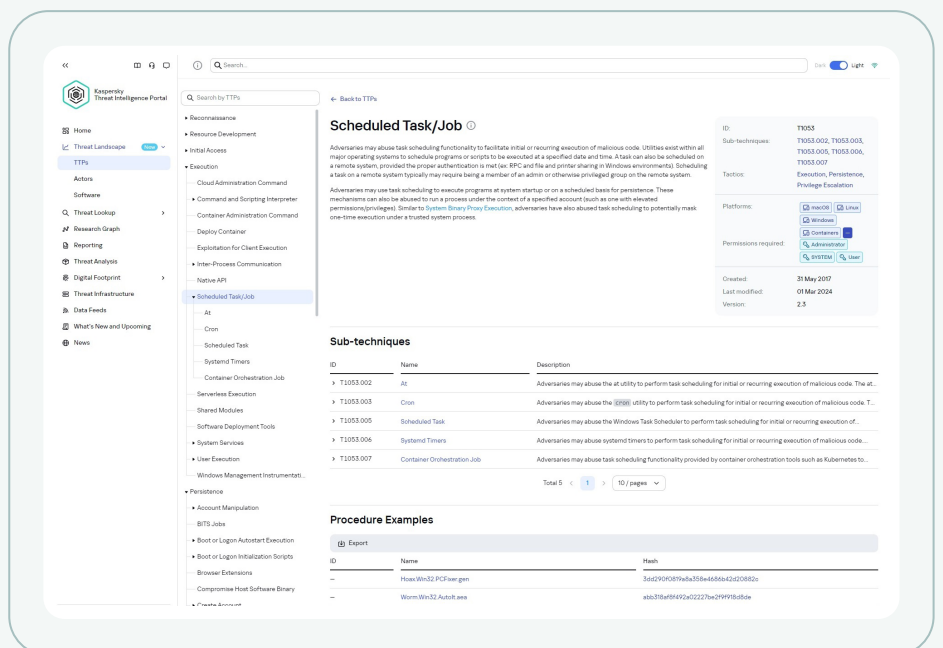 Search...
Dark
Light
Kaspersky
Threat Intelligence Portal
Home
Threat Landscape
New
TTPs
Actors
Software
Threat Lookup
Research Graph
Reporting
Threat Analysis
Digital Footprint
Threat Infrastructure
Data Feeds
What's New and Upcoming
News
Search by TTPs
Reconnaissance
Resource Development
Initial Access
Execution
Cloud Administration Command
Command and Scripting Interpreter
Container Administration Command
Deploy Container
Exploitation for Client Execution
Inter-Process Communication
Native API
Scheduled Task/Job
At
Cron
Scheduled Task
Systemd Timers
Container Orchestration Job
Serverless Execution
Shared Modules
Software Deployment Tools
System Services
User Execution
Windows Management Instrumentati...
Persistance
Account Manipulation
BITS Jobs
Boot or Logon Autostart Execution
Boot or Logon Initialization Scripts
Browser Extensions
Compromise Host Software Binary
Create Account
← Back to TTPs
Scheduled Task/Job
Adversaries may abuse task scheduling functionality to facilitate initial or recurring execution of malicious code. Utilities exist within all
major operating systems to schedule programs or scripts to be executed at a specified date and time. A task can also be scheduled on
a remote system, provided the proper authentication is met (ex: RPC and file and printer sharing in Windows environments). Scheduling
a task on a remote system typically may require being a member of an admin or otherwise privileged group on the remote system.
Adversaries may use task scheduling to execute programs at system startup or on a scheduled basis for persistence. These
mechanisms can also be abused to run a process under the context of a specified account (such as one with elevated
permissions/privileges). Similar to System Binary Proxy Execution, adversaries have also abused task scheduling to potentially mask
one-time execution under a trusted system process.
ID: T1053
Sub-techniques: T1053.002, T1053.003,
T1053.005, T1053.006,
T1053.007
Tactics: Execution, Persistence,
Privilege Escalation
Platforms: macOS Linux
Windows
Containers ...
Permissions required: Administrator
SYSTEM User
Created: 31 May 2017
Last modified: 01 Mar 2024
Version: 2.3
Sub-techniques
ID Name Description
T1053.002 At Adversaries may abuse the at utility to perform task scheduling for initial or recurring execution of malicious code. The at...
T1053.003 Cron Adversaries may abuse the cron utility to perform task scheduling for initial or recurring execution of malicious code. T...
T1053.005 Scheduled Task Adversaries may abuse the Windows Task Scheduler to perform task scheduling for initial or recurring execution of...
T1053.006 Systemd Timers Adversaries may abuse systemd timers to perform task scheduling for initial or recurring execution of malicious code....
T1053.007 Container Orchestration Job Adversaries may abuse task scheduling functionality provided by container orchestration tools such as Kubernetes to...
Total 5 < 1 > 10 / pages
Procedure Examples
Export
ID Name Hash
— Hoax.Win32.PCFixer.gen 3dd290f0819a8a358e4686b42d20882c
— Worm.Win32.AutoIt.aea abb318af8f492a02227be2f9f918d8de